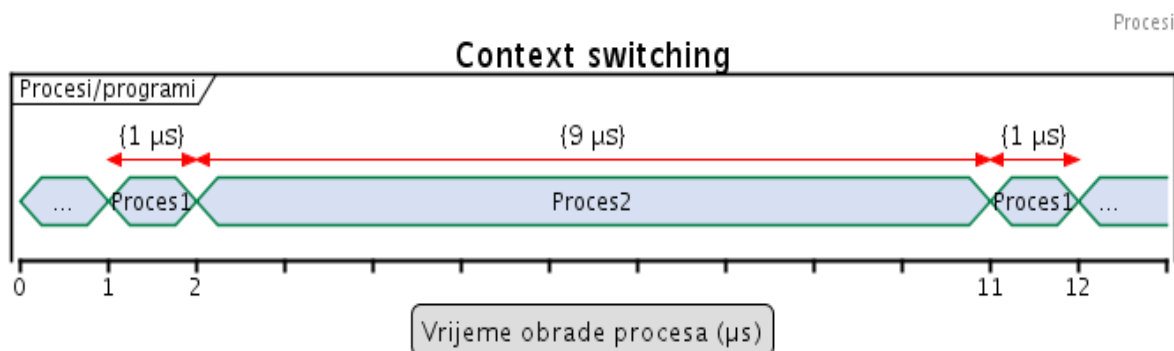 Procesi
Context switching
Procesi/programi
{1 µs} {9 µs} {1 µs}
... Proces1 Proces2 Proces1 ...
0 1 2 11 12
Vrijeme obrade procesa (µs)